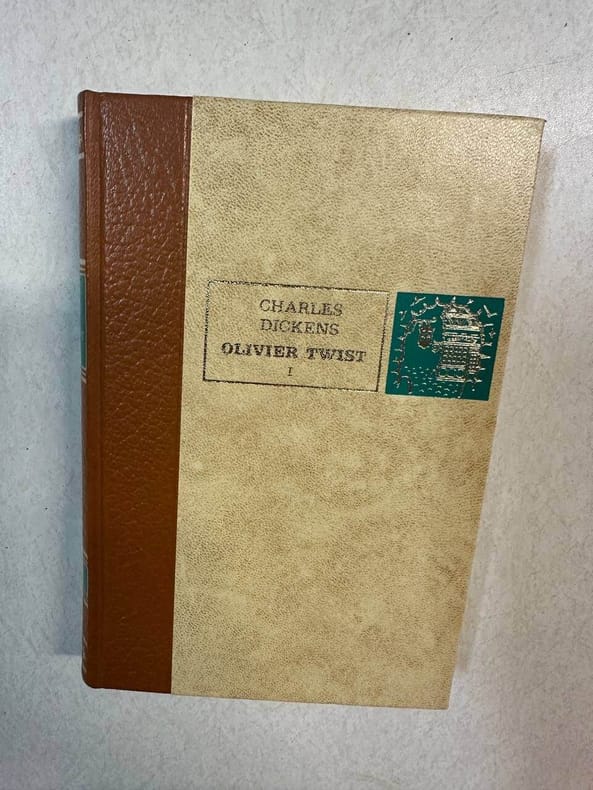 CHARLES
DICKENS
OLIVIER TWIST
I